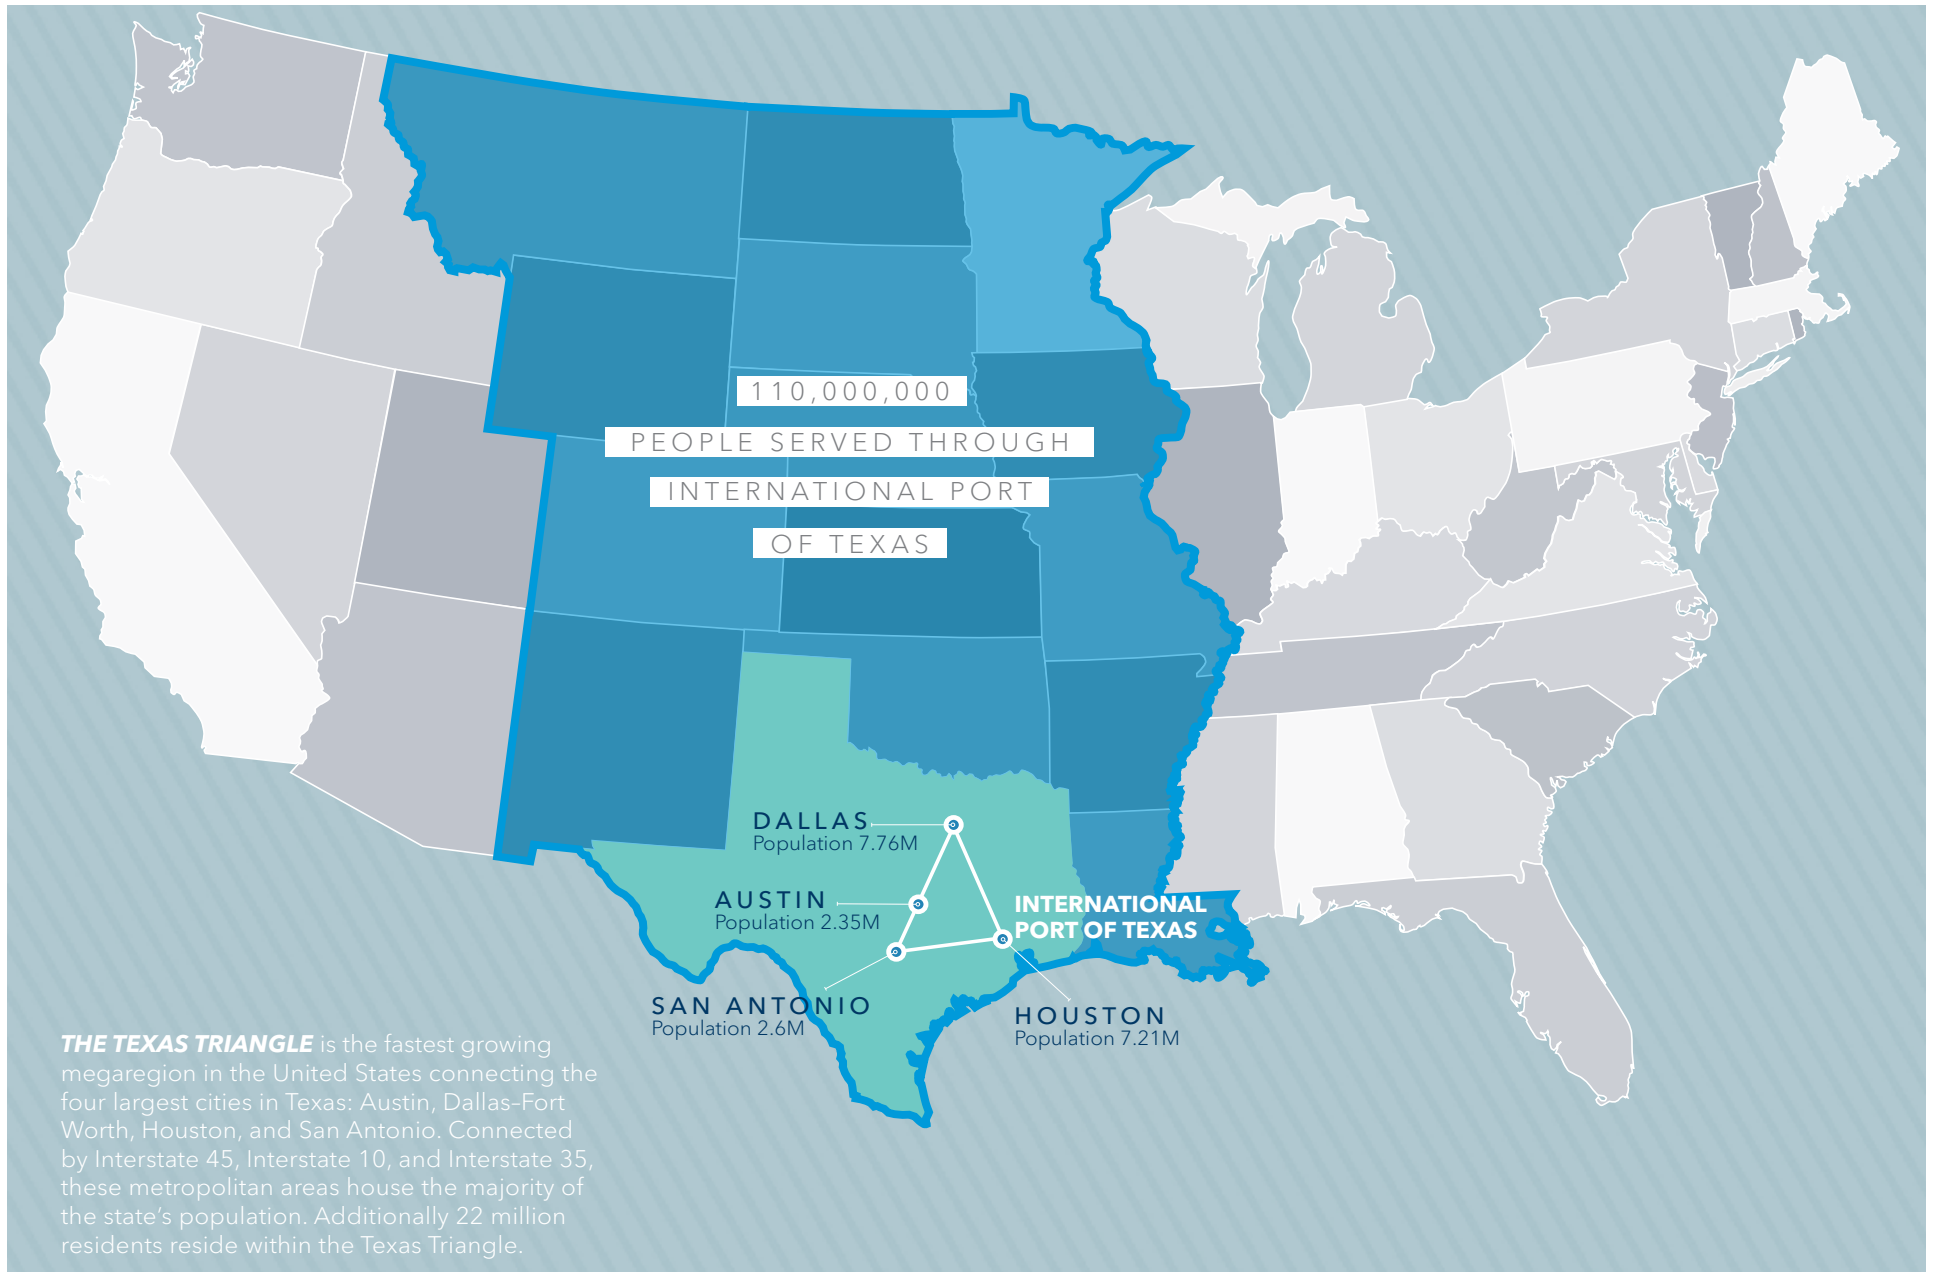 110,000,000
PEOPLE SERVED THROUGH
INTERNATIONAL PORT
OF TEXAS
DALLAS
Population 7.76M
AUSTIN
Population 2.35M
INTERNATIONAL
PORT OF TEXAS
SAN ANTONIO
Population 2.6M
HOUSTON
Population 7.21M
THE TEXAS TRIANGLE is the fastest growing
megaregion in the United States connecting the
four largest cities in Texas: Austin, Dallas–Fort
Worth, Houston, and San Antonio. Connected
by Interstate 45, Interstate 10, and Interstate 35,
these metropolitan areas house the majority of
the state's population. Additionally 22 million
residents reside within the Texas Triangle.